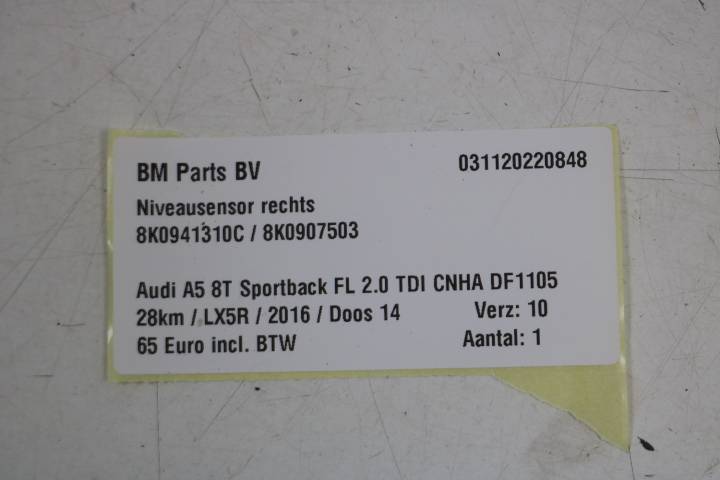 BM Parts BV 031120220848
Niveausensor rechts
8K0941310C / 8K0907503
Audi A5 8T Sportback FL 2.0 TDI CNHA DF1105
28km / LX5R / 2016 / Doos 14 Verz: 10
65 Euro incl. BTW Aantal: 1